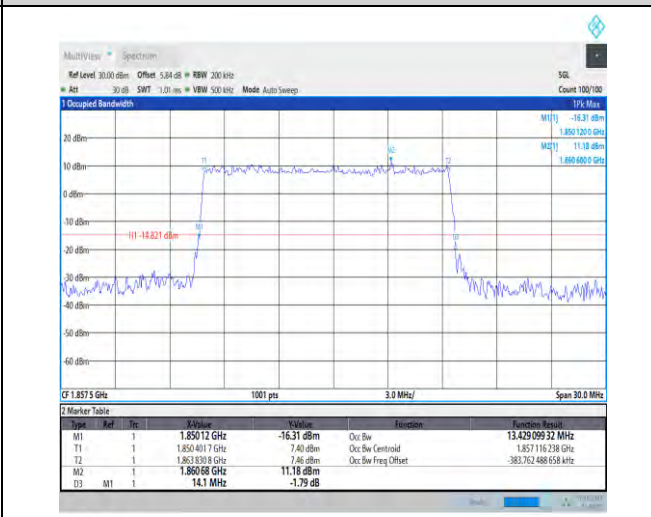 MultiView Spectrum
Ref Level 30.00 dBm Offset 5.84 dB RBW 200 kHz SGL
Att 30 dB SWT 1.01 ms VBW 500 kHz Mode Auto Sweep Count 100/100
1 Occupied Bandwidth 1Pk Max
M1[1] -16.31 dBm
1.850 120 0 GHz
M2[1] 11.18 dBm
1.860 680 0 GHz
20 dBm
M2
T1 T2
10 dBm
0 dBm
-10 dBm
M1
H1 -14.821 dBm
D3
-20 dBm
-30 dBm
-40 dBm
-50 dBm
-60 dBm
CF 1.857 5 GHz 1001 pts 3.0 MHz/ Span 30.0 MHz
2 Marker Table
Type Ref Trc X-Value Y-Value Function Function Result
M1 1 1.85012 GHz -16.31 dBm Occ Bw 13.429 099 32 MHz
T1 1 1.850 401 7 GHz 7.40 dBm Occ Bw Centroid 1.857 116 238 GHz
T2 1 1.863 830 8 GHz 7.46 dBm Occ Bw Freq Offset -383.762 488 658 kHz
M2 1 1.86068 GHz 11.18 dBm
D3 M1 1 14.1 MHz -1.79 dB